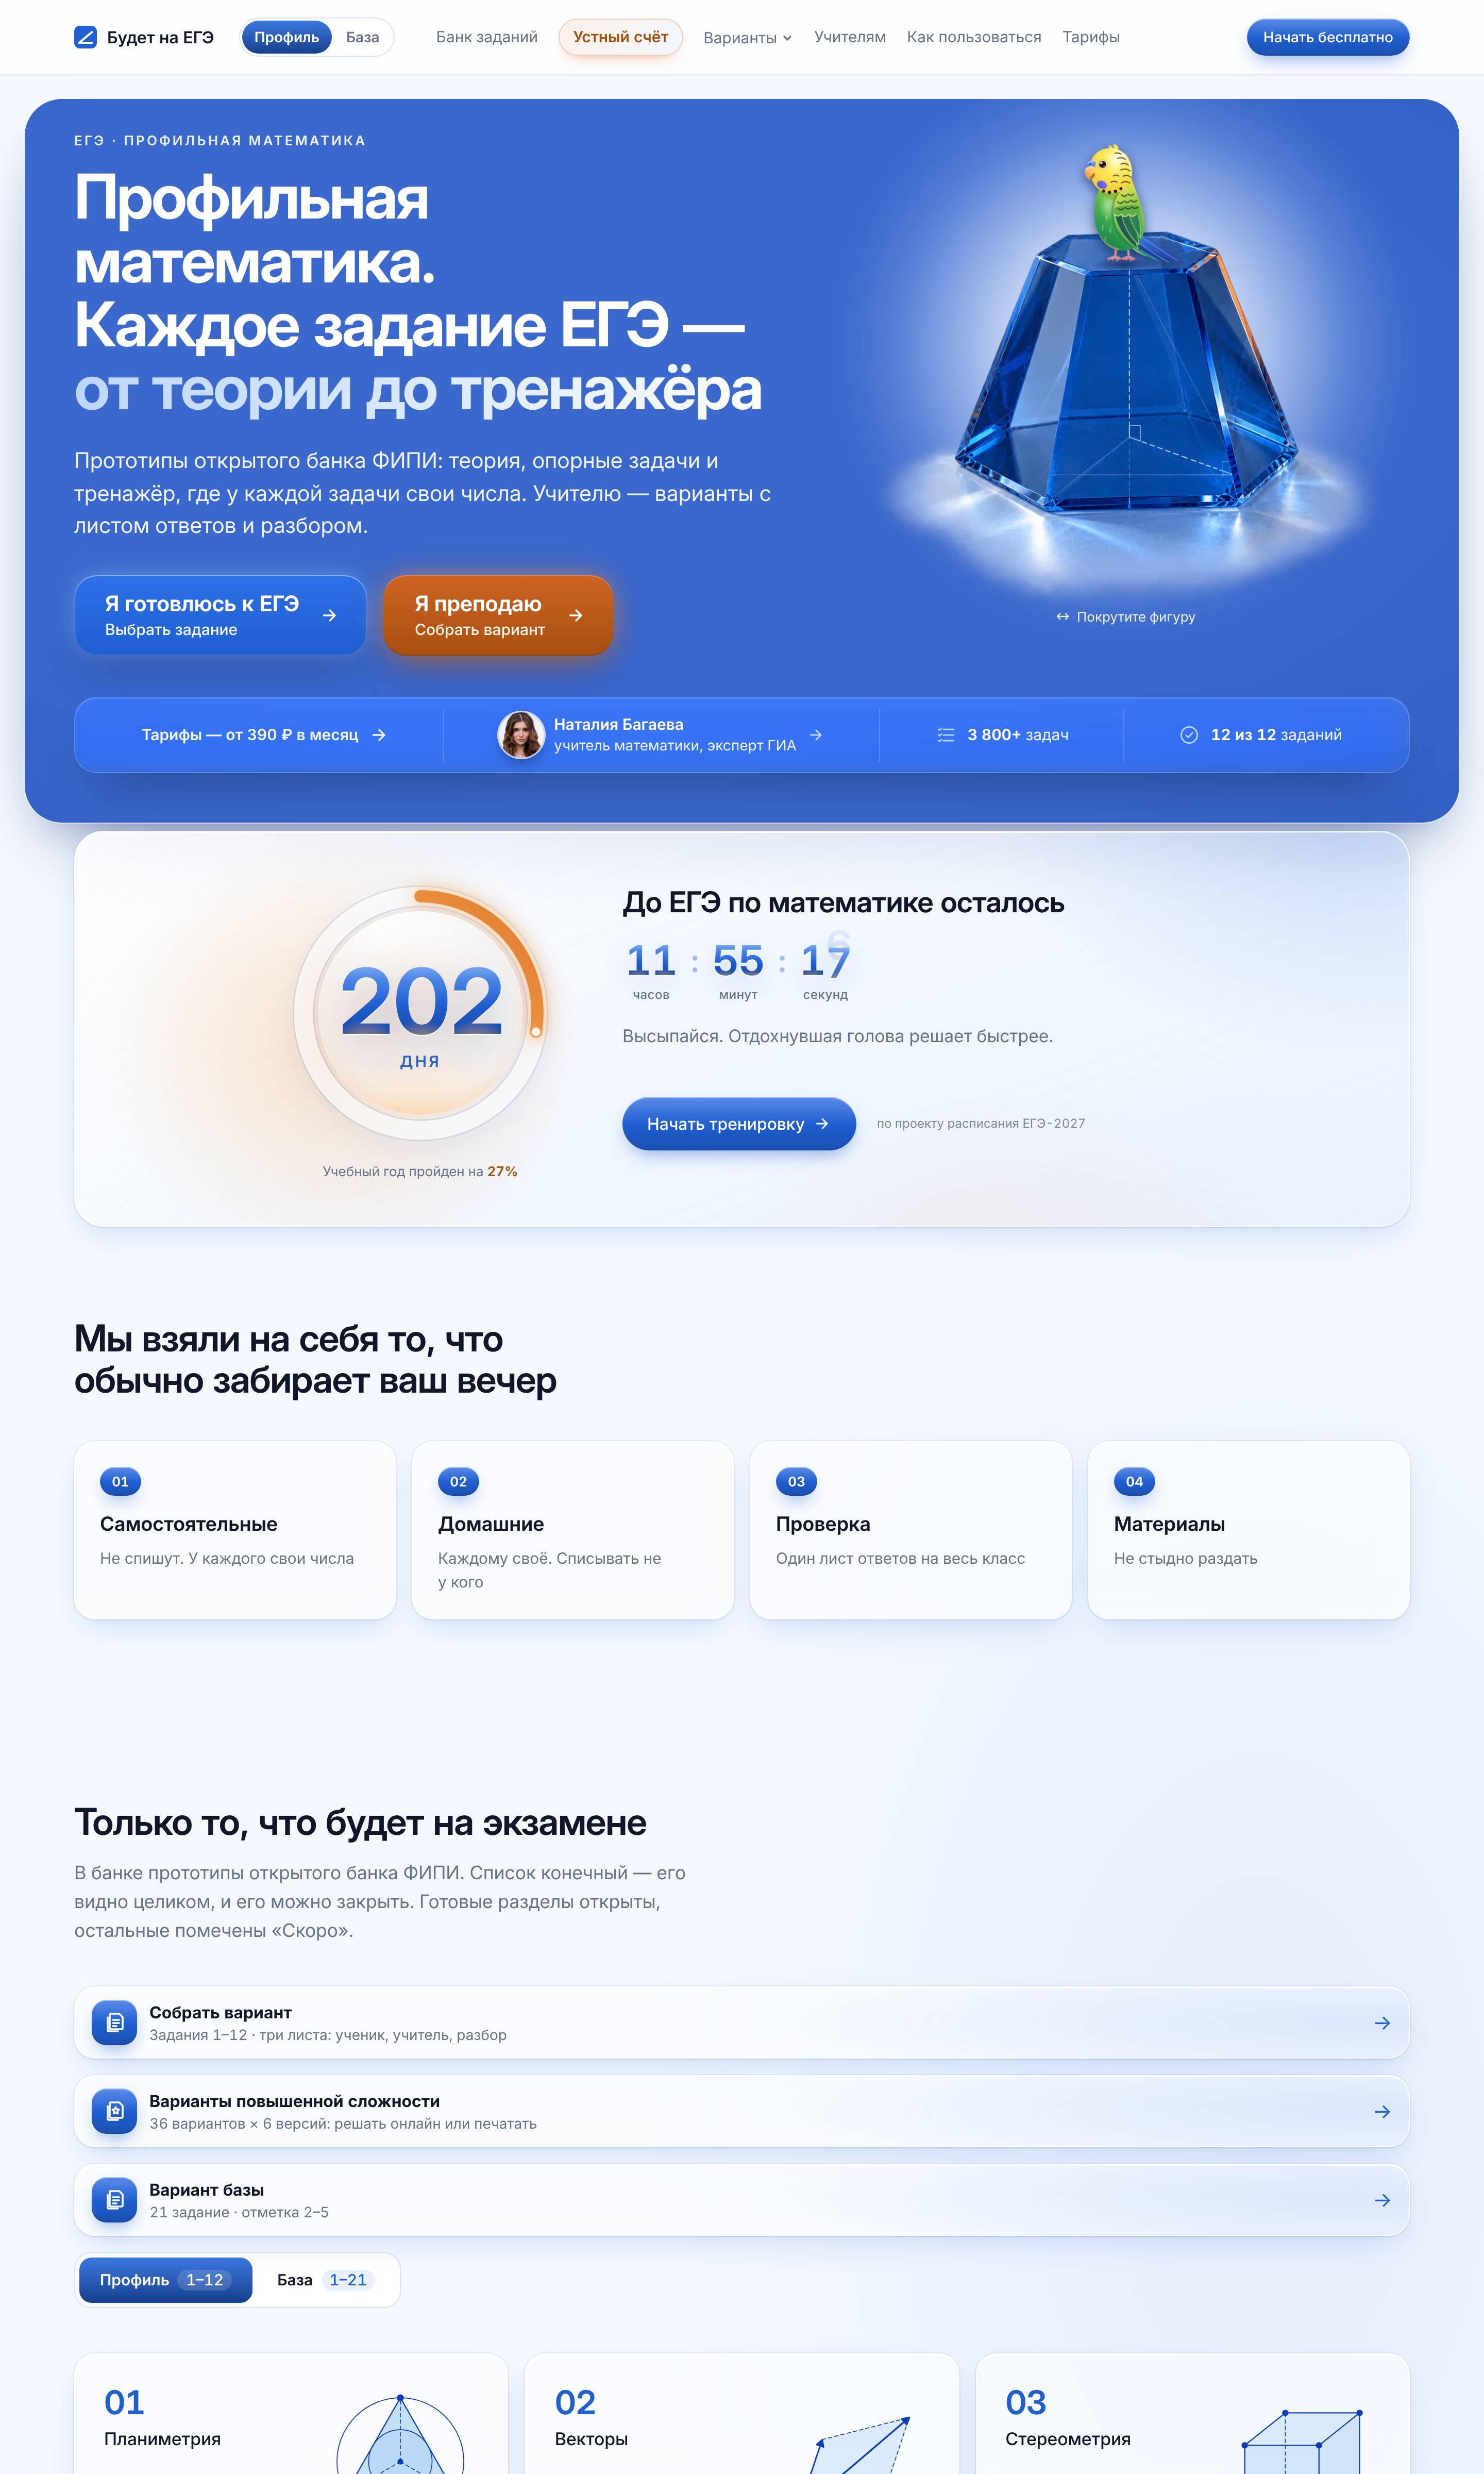 Будет на ЕГЭ
Профиль
База
Банк заданий
Устный счёт
Варианты
Учителям
Как пользоваться
Тарифы
Начать бесплатно
ЕГЭ · ПРОФИЛЬНАЯ МАТЕМАТИКА
Профильная
математика.
Каждое задание ЕГЭ —
от теории до тренажёра
Прототипы открытого банка ФИПИ: теория, опорные задачи и
тренажёр, где у каждой задачи свои числа. Учителю — варианты с
листом ответов и разбором.
Я готовлюсь к ЕГЭ
Выбрать задание
Я преподаю
Собрать вариант
↔ Покрутите фигуру
Тарифы — от 390 ₽ в месяц →
Наталия Багаева
учитель математики, эксперт ГИА
3 800+ задач
12 из 12 заданий
202
ДНЯ
Учебный год пройден на 27%
До ЕГЭ по математике осталось
11 : 55 : 17
часов минут секунд
Высыпайся. Отдохнувшая голова решает быстрее.
Начать тренировку →
по проекту расписания ЕГЭ-2027
Мы взяли на себя то, что
обычно забирает ваш вечер
01
Самостоятельные
Не спишут. У каждого свои числа
02
Домашние
Каждому своё. Списывать не
у кого
03
Проверка
Один лист ответов на весь класс
04
Материалы
Не стыдно раздать
Только то, что будет на экзамене
В банке прототипы открытого банка ФИПИ. Список конечный — его
видно целиком, и его можно закрыть. Готовые разделы открыты,
остальные помечены «Скоро».
Собрать вариант
Задания 1–12 · три листа: ученик, учитель, разбор
Варианты повышенной сложности
36 вариантов × 6 версий: решать онлайн или печатать
Вариант базы
21 задание · отметка 2–5
Профиль 1–12
База 1–21
01
Планиметрия
02
Векторы
03
Стереометрия